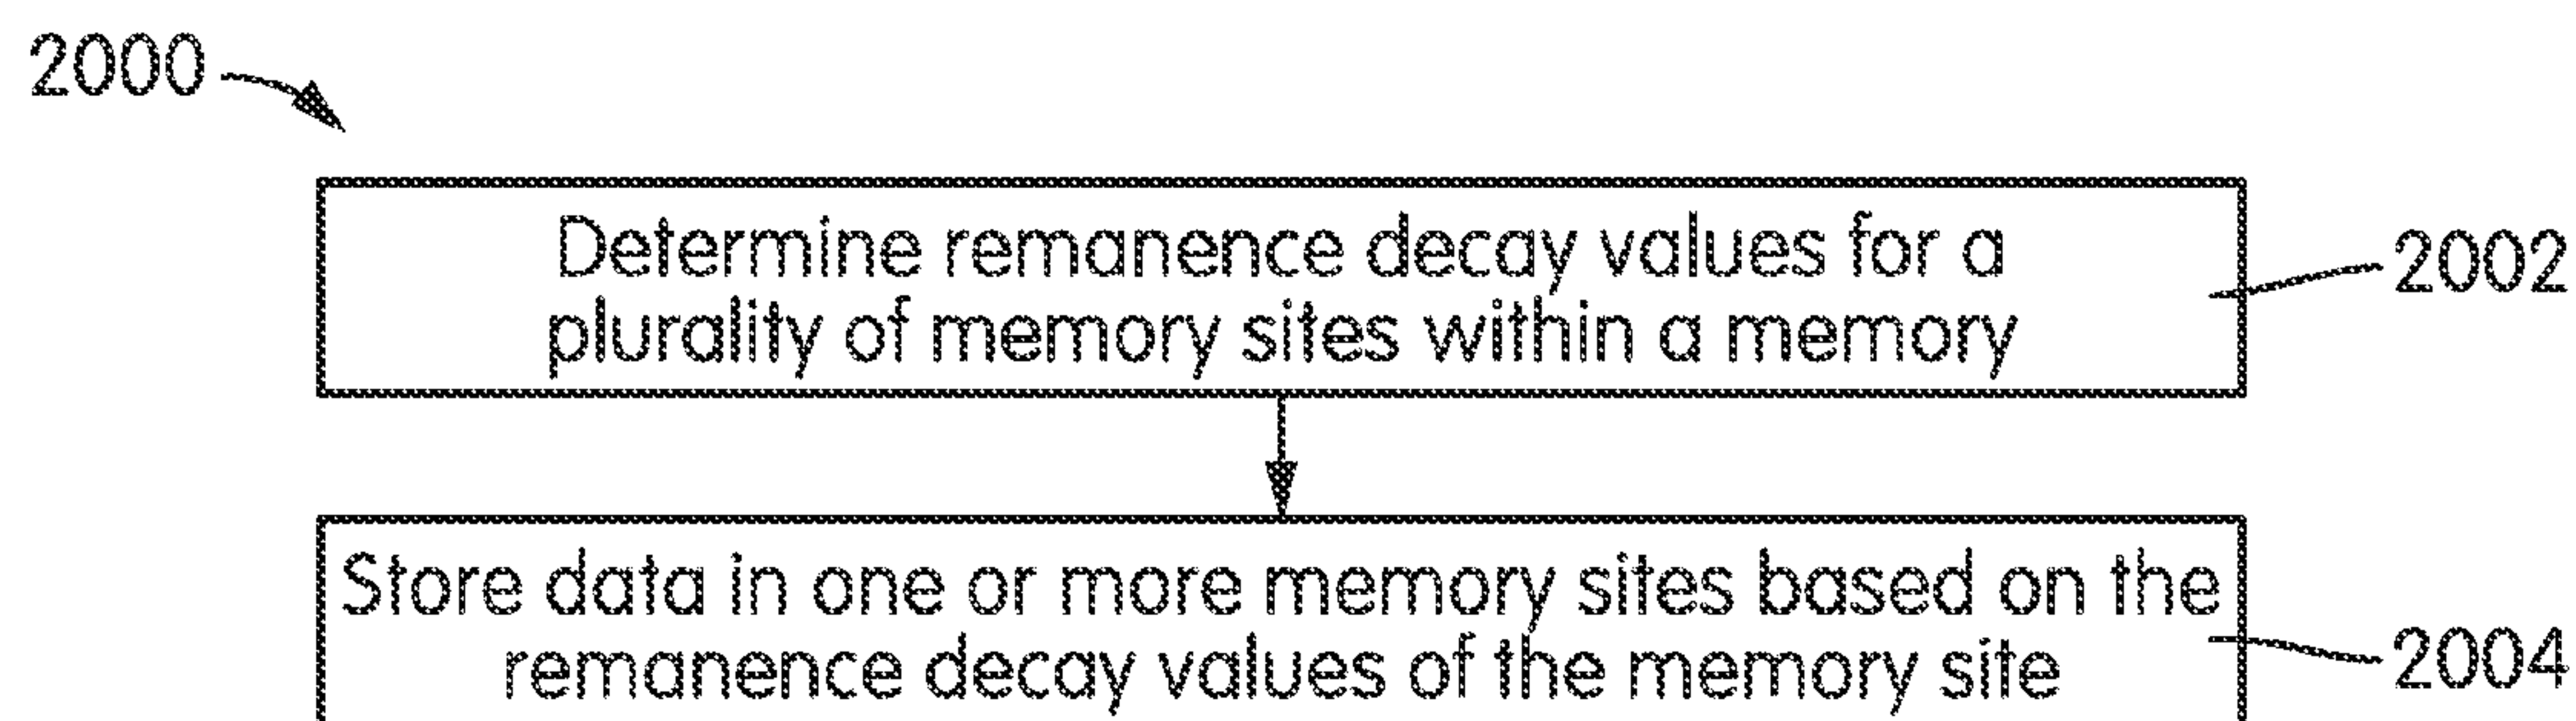 2000
Determine remanence decay values for a
plurality of memory sites within a memory
2002
Store data in one or more memory sites based on the
remanence decay values of the memory site
2004